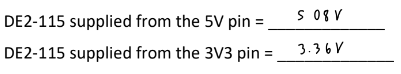 DE2-115 supplied from the 5V pin = 5 08V
DE2-115 supplied from the 3V3 pin = 3.36V